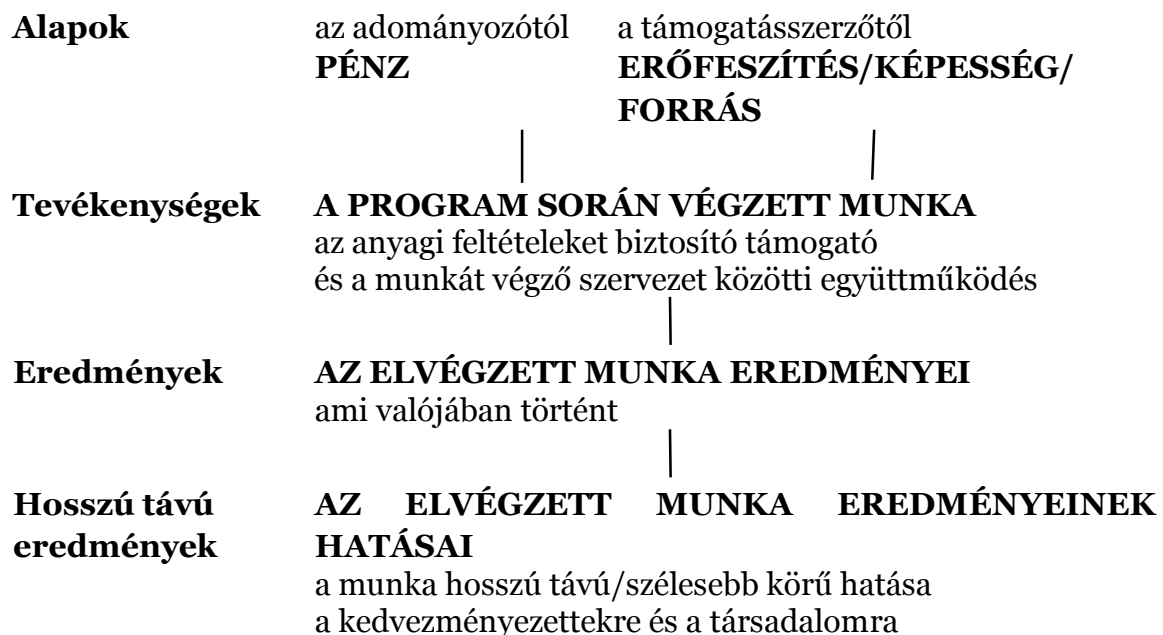 Alapok az adományozótól a támogatásszerzőtől
PÉNZ ERŐFESZÍTÉS/KÉPESSÉG/
FORRÁS
Tevékenységek A PROGRAM SORÁN VÉGZETT MUNKA
az anyagi feltételeket biztosító támogató
és a munkát végző szervezet közötti együttműködés
Eredmények AZ ELVÉGZETT MUNKA EREDMÉNYEI
ami valójában történt
Hosszú távú AZ ELVÉGZETT MUNKA EREDMÉNYEINEK
eredmények HATÁSAI
a munka hosszú távú/szélesebb körű hatása
a kedvezményezettekre és a társadalomra